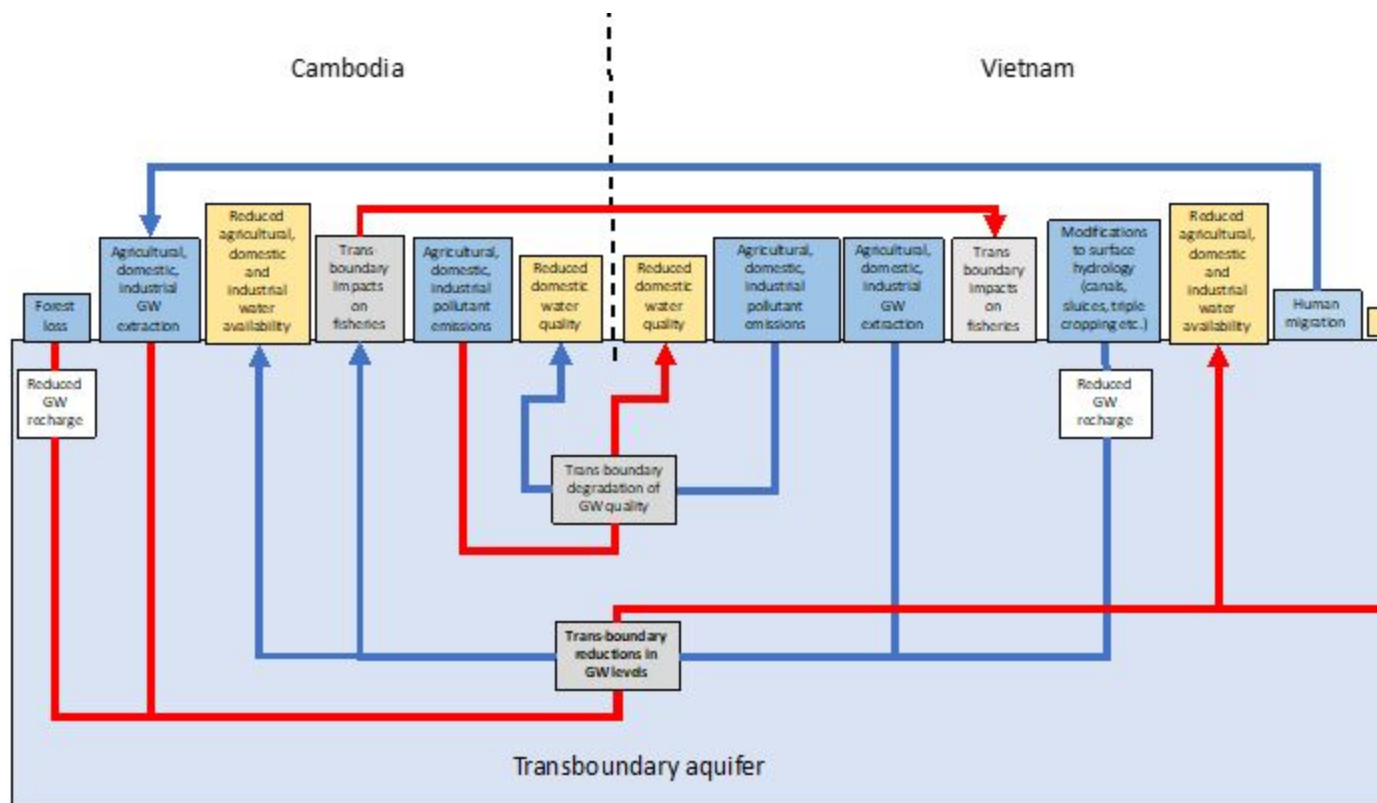 Cambodia
Vietnam
Forest
loss
Agricultural,
domestic,
industrial
GW
extraction
Reduced
agricultural,
domestic
and
industrial
water
availability
Trans-
boundary
impacts
on
fisheries
Agricultural,
domestic,
industrial
pollutant
emissions
Reduced
domestic
water
quality
Reduced
domestic
water
quality
Agricultural,
domestic,
industrial
pollutant
emissions
Agricultural,
domestic,
industrial
GW
extraction
Trans
boundary
impacts
on
fisheries
Modifications
to surface
hydrology
(canals,
sluices, triple
cropping etc.)
Reduced
agricultural,
domestic
and
industrial
water
availability
Human
migration
Reduced
GW
recharge
Reduced
GW
recharge
Trans-boundary
degradation of
GW quality
Trans-boundary
reductions in
GW levels
Transboundary aquifer